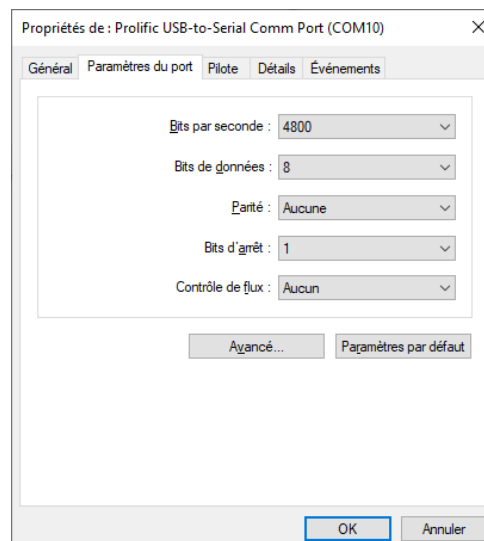 Propriétés de : Prolific USB-to-Serial Comm Port (COM10)
Général Paramètres du port Pilote Détails Événements
Bits par seconde : 4800
Bits de données : 8
Parité : Aucune
Bits d'arrêt : 1
Contrôle de flux : Aucun
Avancé... Paramètres par défaut
OK Annuler